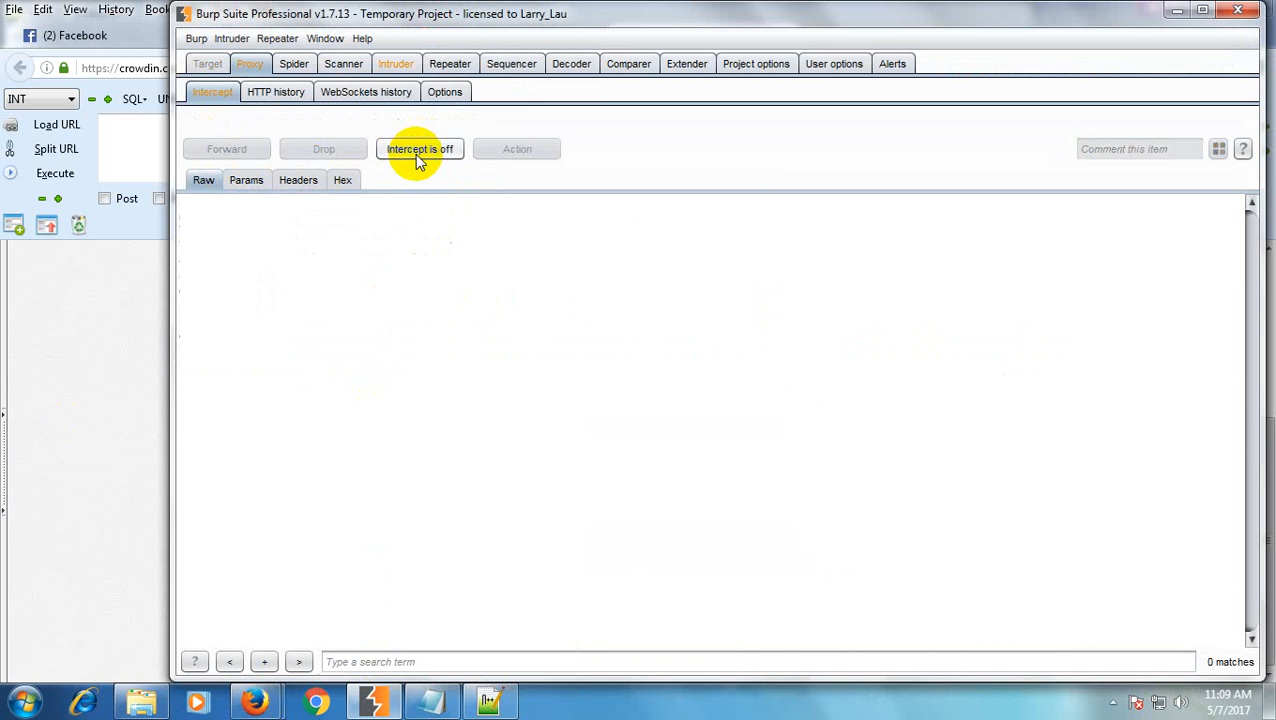 File Edit View History Book
Burp Suite Professional v1.7.13 - Temporary Project - licensed to Larry_Lau
(2) Facebook
Burp Intruder Repeater Window Help
https://crowdin.c
Target Proxy Spider Scanner Intruder Repeater Sequencer Decoder Comparer Extender Project options User options Alerts
INT SQL
Intercept HTTP history WebSockets history Options
Load URL
Split URL
Forward Drop Intercept is off Action Comment this item ?
Execute
Raw Params Headers Hex
Post
? < + > Type a search term 0 matches
11:09 AM
5/7/2017